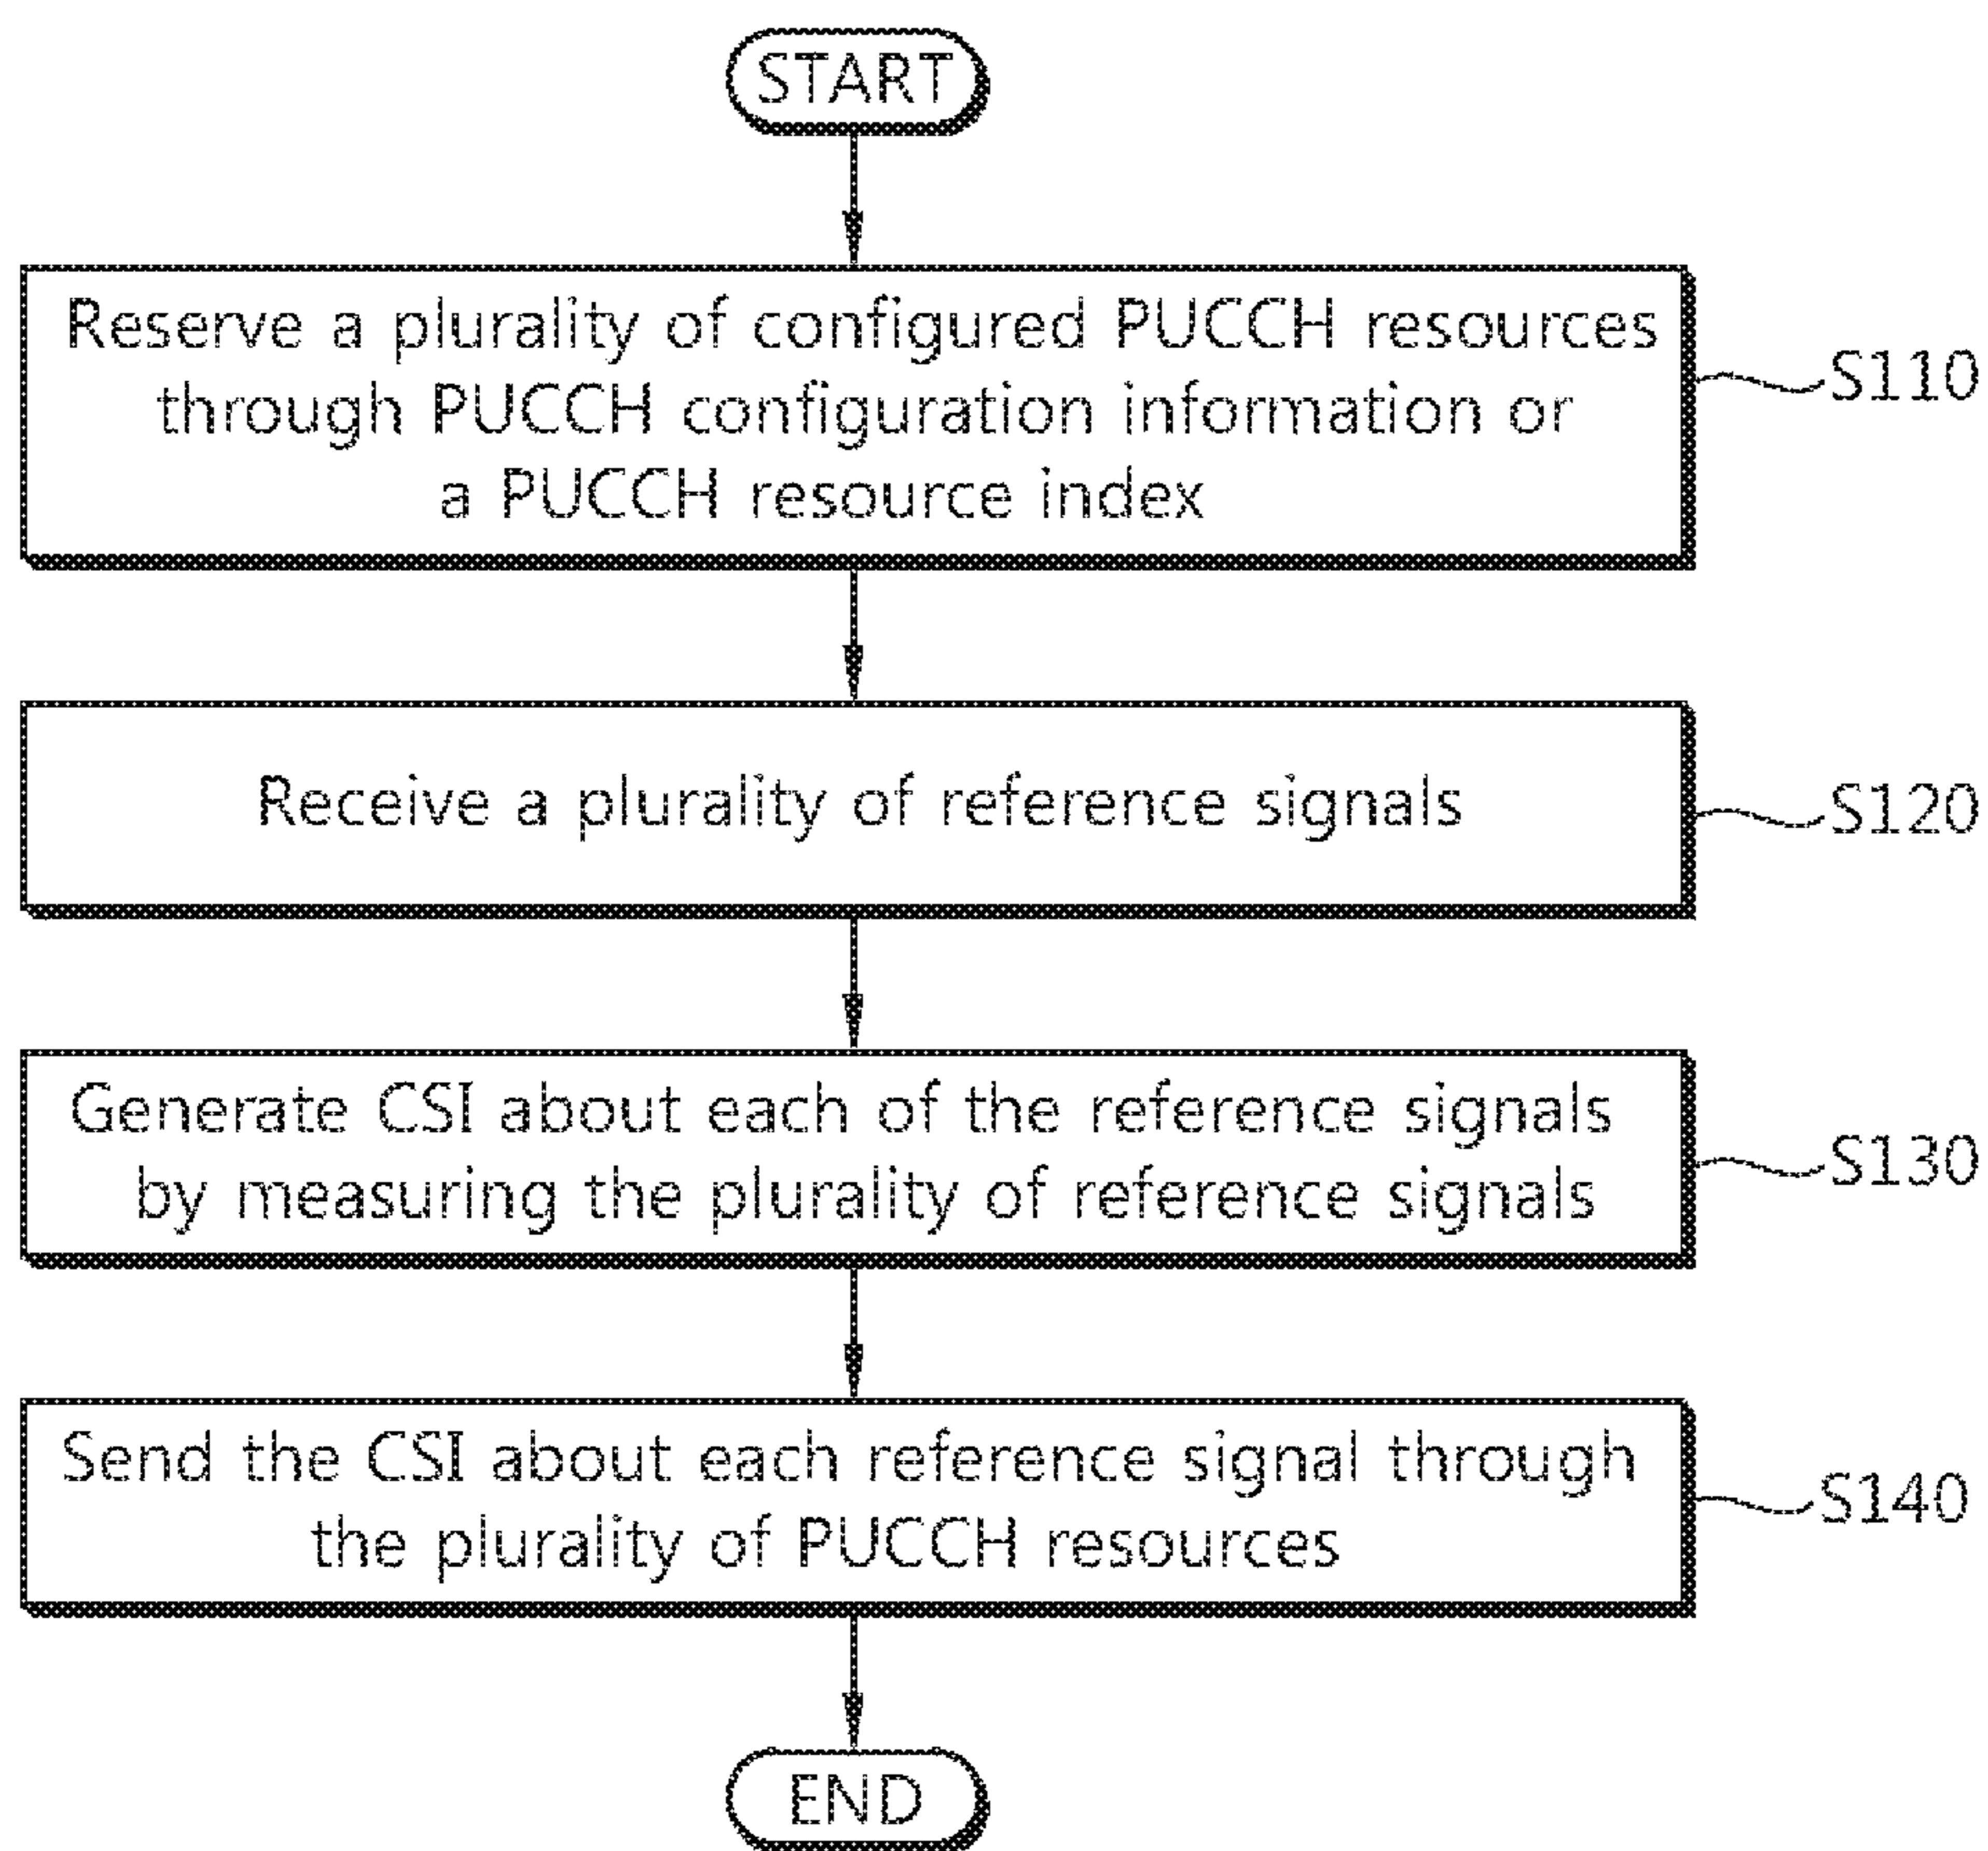 START
Reserve a plurality of configured PUCCH resources
through PUCCH configuration information or
a PUCCH resource index
S110
Receive a plurality of reference signals
S120
Generate CSI about each of the reference signals
by measuring the plurality of reference signals
S130
Send the CSI about each reference signal through
the plurality of PUCCH resources
S140
END